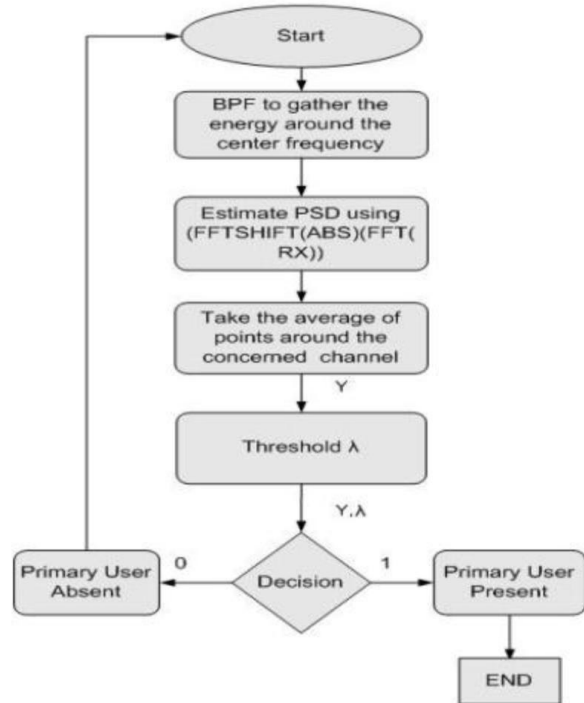 Start
BPF to gather the
energy around the
center frequency
Estimate PSD using
(FFTSHIFT(ABS)(FFT(
RX))
Take the average of
points around the
concerned channel
Y
Threshold λ
Y,λ
0
1
Primary User
Absent
Decision
Primary User
Present
END